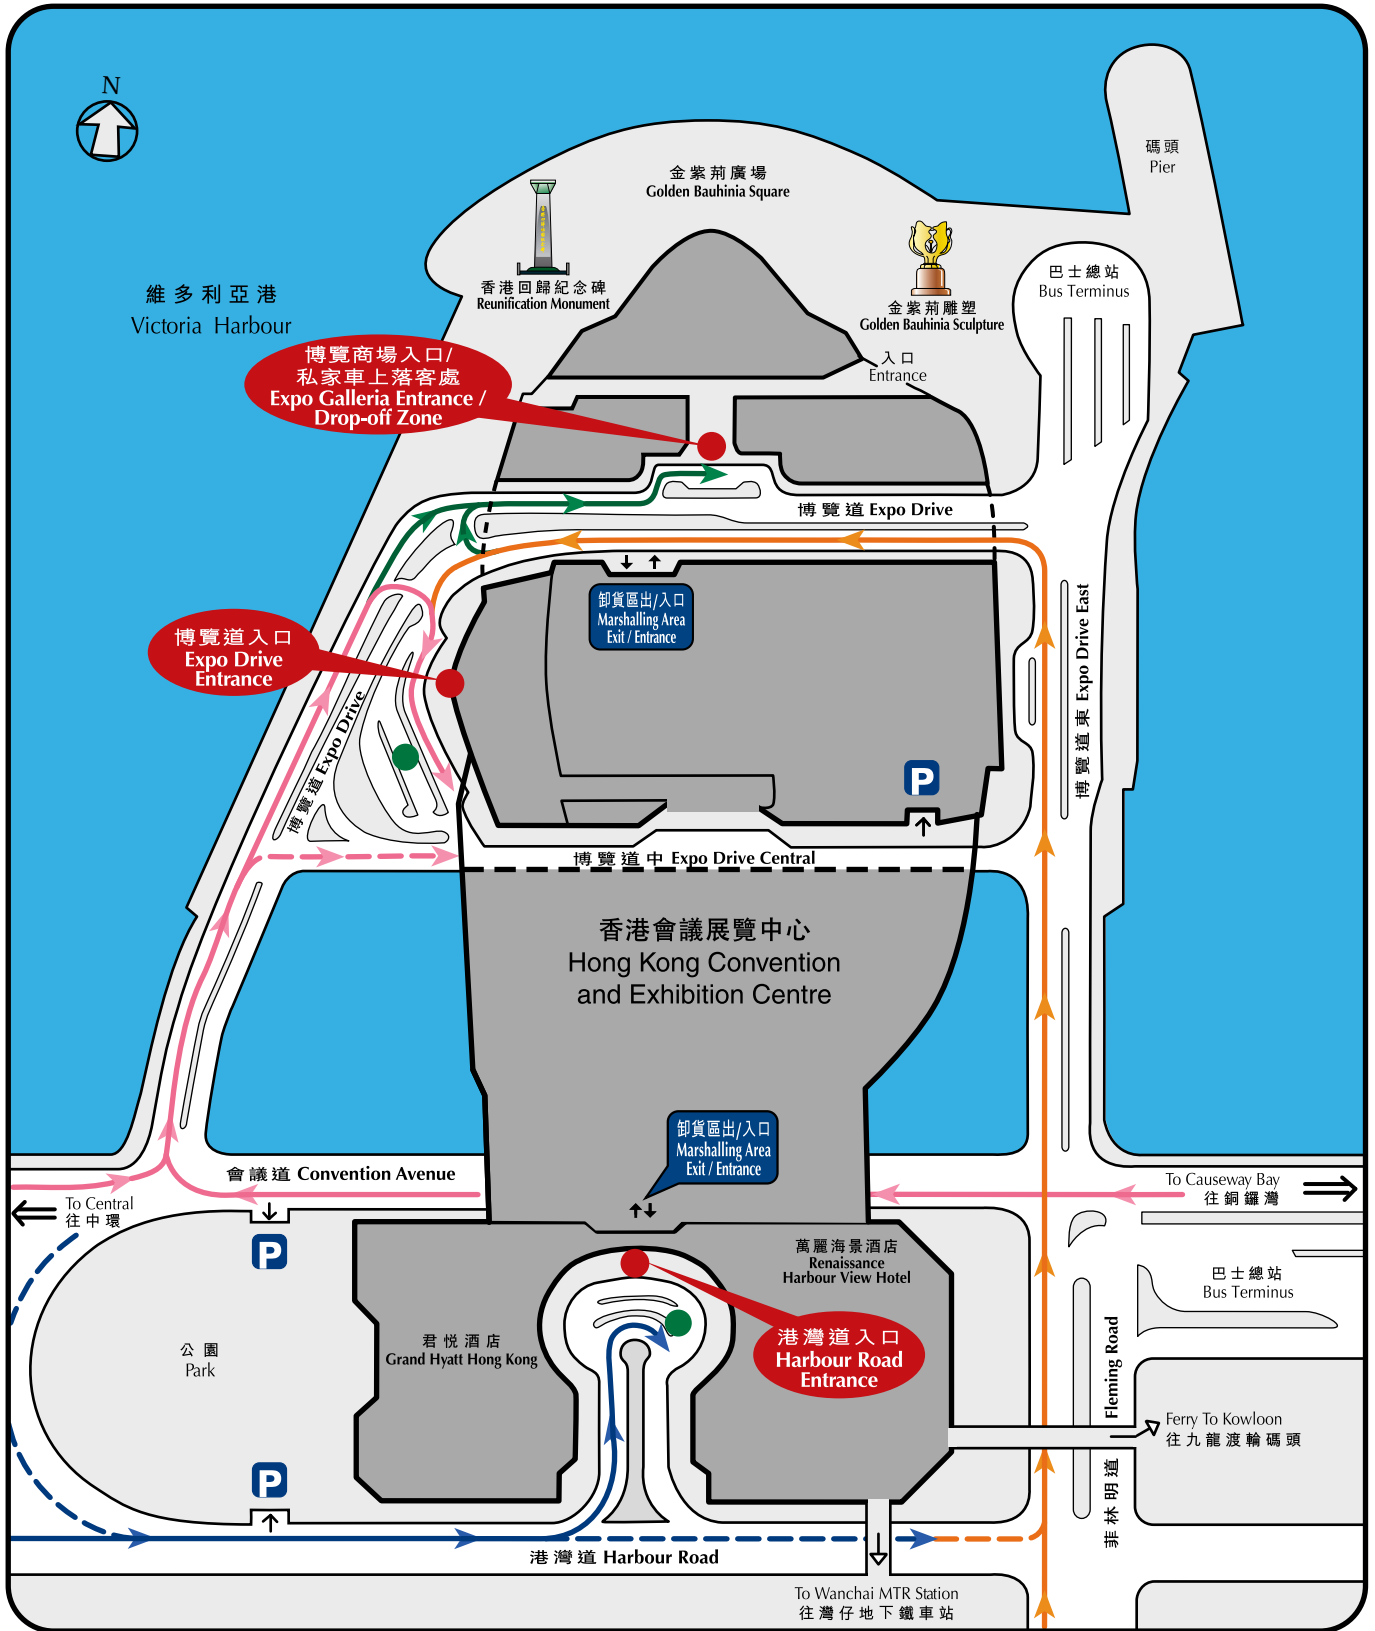 N
碼頭
Pier
金紫荊廣場
Golden Bauhinia Square
香港回歸紀念碑
Reunification Monument
金紫荊雕塑
Golden Bauhinia Sculpture
巴士總站
Bus Terminus
維多利亞港
Victoria Harbour
博覽商場入口/
私家車上落客處
Expo Galleria Entrance /
Drop-off Zone
入口
Entrance
博覽道 Expo Drive
卸貨區出/入口
Marshalling Area
Exit / Entrance
博覽道入口
Expo Drive
Entrance
博覽道 Expo Drive
博覽道東 Expo Drive East
P
博覽道中 Expo Drive Central
香港會議展覽中心
Hong Kong Convention
and Exhibition Centre
卸貨區出/入口
Marshalling Area
Exit / Entrance
會議道 Convention Avenue
To Central
往中環
To Causeway Bay
往銅鑼灣
P
萬麗海景酒店
Renaissance
Harbour View Hotel
巴士總站
Bus Terminus
君悅酒店
Grand Hyatt Hong Kong
港灣道入口
Harbour Road
Entrance
公園
Park
菲林明道 Fleming Road
Ferry To Kowloon
往九龍渡輪碼頭
P
港灣道 Harbour Road
To Wanchai MTR Station
往灣仔地下鐵車站